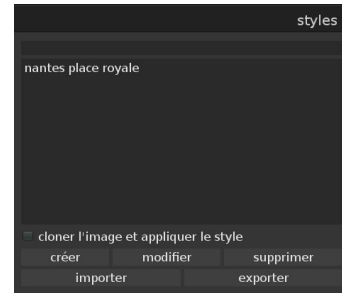 styles
nantes place royale
cloner l'image et appliquer le style
créer modifier supprimer
importer exporter